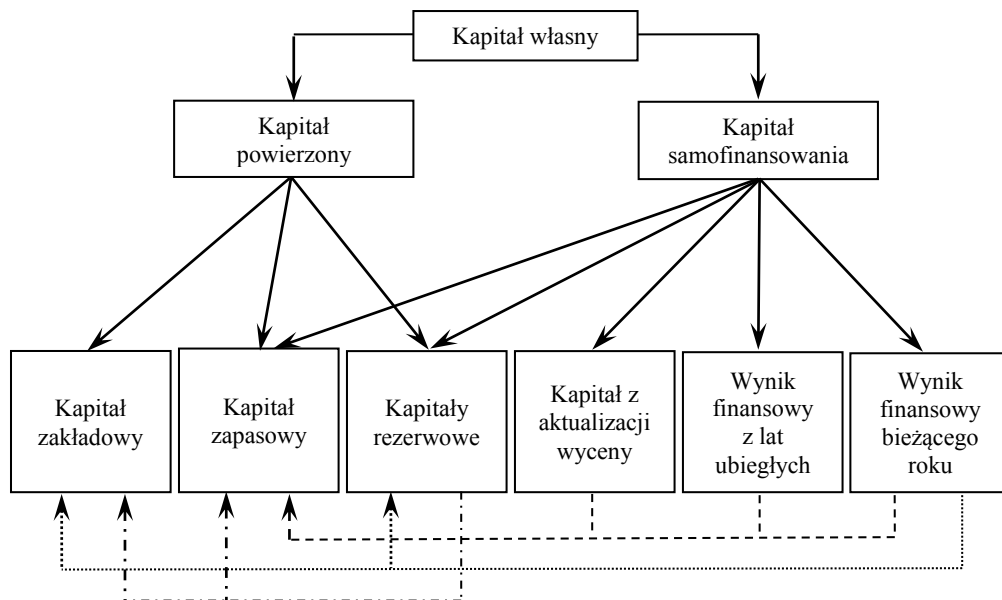 Kapitał własny
Kapitał
powierzony
Kapitał
samofinansowania
Kapitał
zakładowy
Kapitał
zapasowy
Kapitały
rezerwowe
Kapitał z
aktualizacji
wyceny
Wynik
finansowy
z lat
ubiegłych
Wynik
finansowy
bieżącego
roku